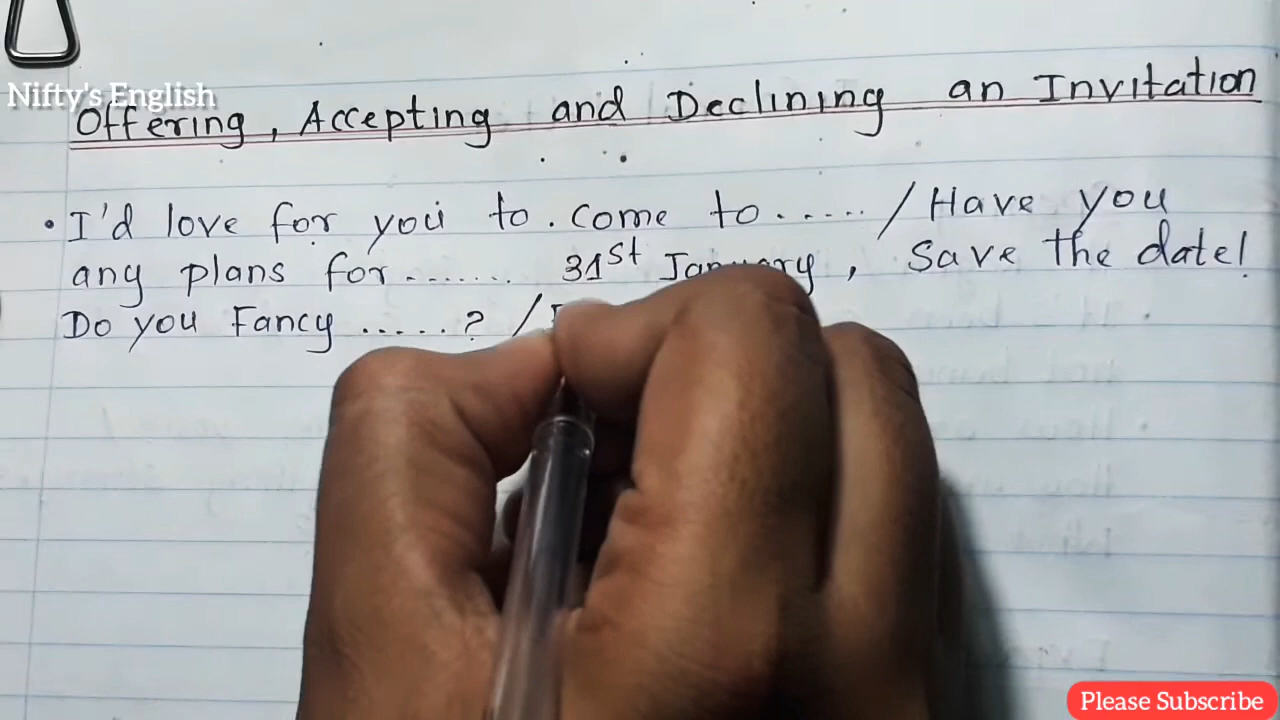 Nifty's English
Offering, Accepting and Declining an Invitation
• I'd love for you to come to...... / Have you
any plans for....... 31st January, Save the date!
Do you Fancy .....? /
Please Subscribe